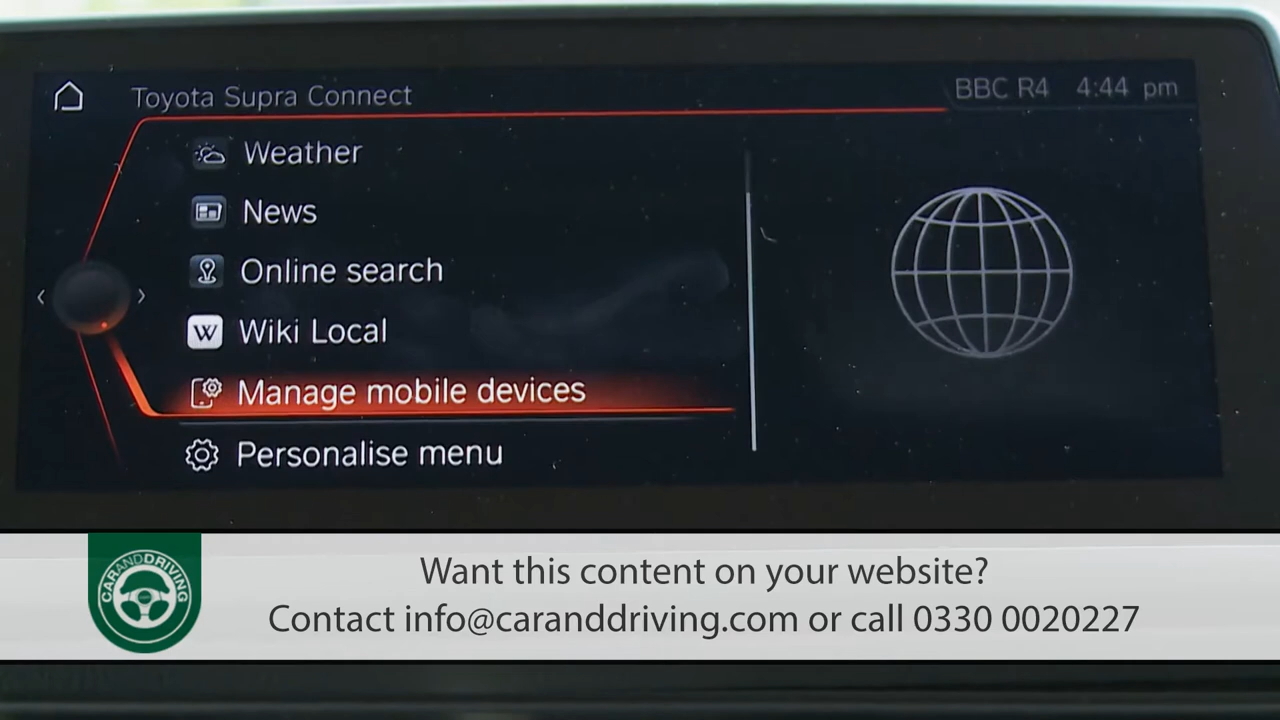 Toyota Supra Connect
BBC R4 4:44 pm
Weather
News
Online search
W Wiki Local
Manage mobile devices
Personalise menu
CARANDDRIVING
Want this content on your website?
Contact info@caranddriving.com or call 0330 0020227